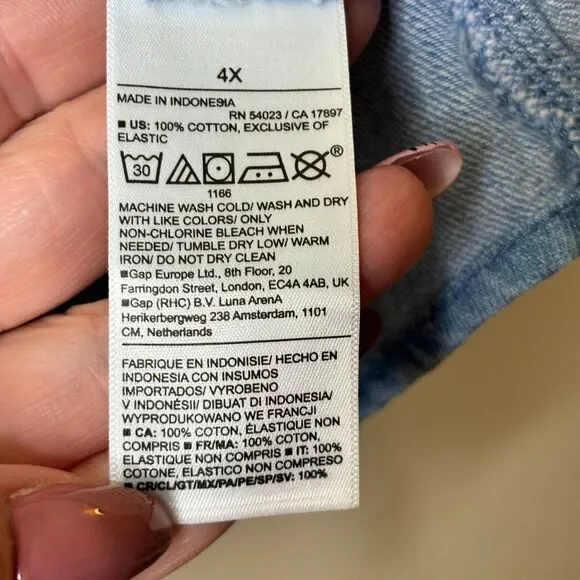 4X
MADE IN INDONESIA
RN 54023 / CA 17897
■ US: 100% COTTON, EXCLUSIVE OF
ELASTIC
30
®
1166
MACHINE WASH COLD/ WASH AND DRY
WITH LIKE COLORS/ ONLY
NON-CHLORINE BLEACH WHEN
NEEDED/ TUMBLE DRY LOW/ WARM
IRON/ DO NOT DRY CLEAN
■Gap Europe Ltd., 8th Floor, 20
Farringdon Street, London, EC4A 4AB, UK
■Gap (RHC) B.V. Luna ArenA
Herikerbergweg 238 Amsterdam, 1101
CM, Netherlands
FABRIQUE EN INDONISIE/ HECHO EN
INDONESIA CON INSUMOS
IMPORTADOS/ VYROBENO
V INDONÉSII/ DIBUAT DI INDONESIA/
WYPRODUKOWANO WE FRANCJI
■ CA: 100% COTON, ÉLASTIQUE NON
COMPRIS ■ FR/MA: 100% COTON,
ELASTIQUE NON COMPRIS ■ IT: 100%
COTONE, ELASTICO NON COMPRESO
■ CR/CL/GT/MX/PA/PE/SP/SV: 100%